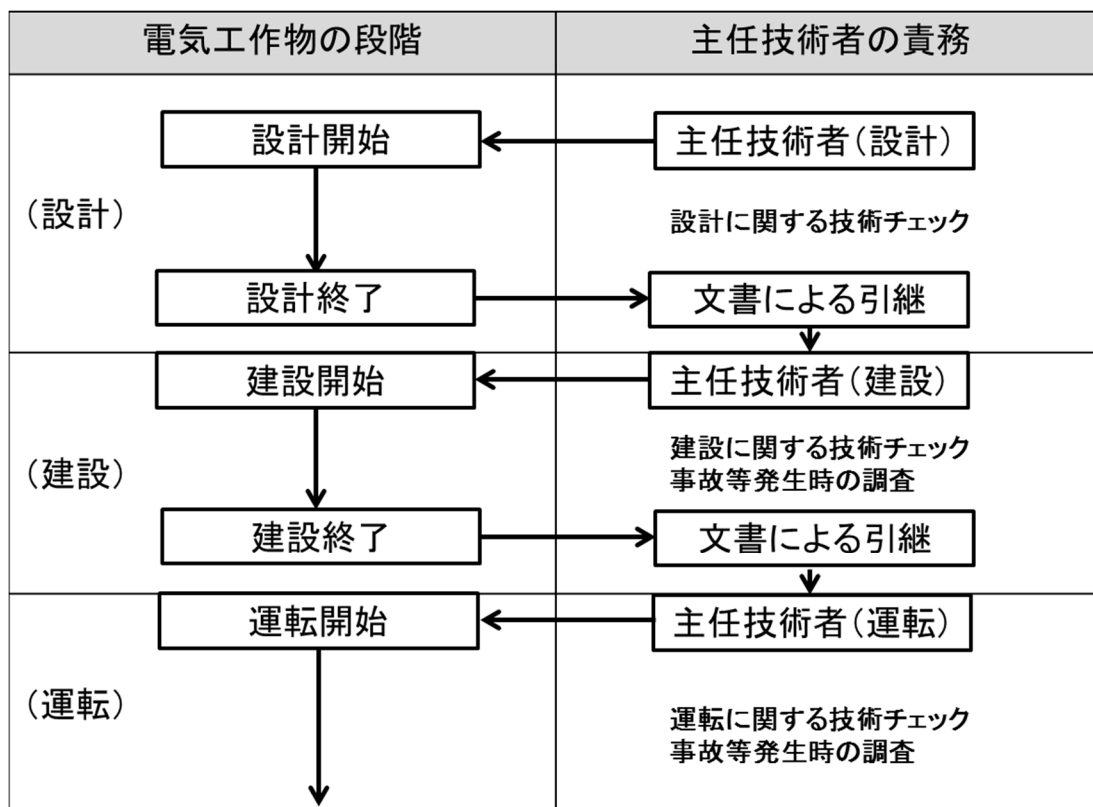 電気工作物の段階
主任技術者の責務
(設計)
設計開始
主任技術者(設計)
設計に関する技術チェック
設計終了
文書による引継
(建設)
建設開始
主任技術者(建設)
建設に関する技術チェック
事故等発生時の調査
建設終了
文書による引継
(運転)
運転開始
主任技術者(運転)
運転に関する技術チェック
事故等発生時の調査